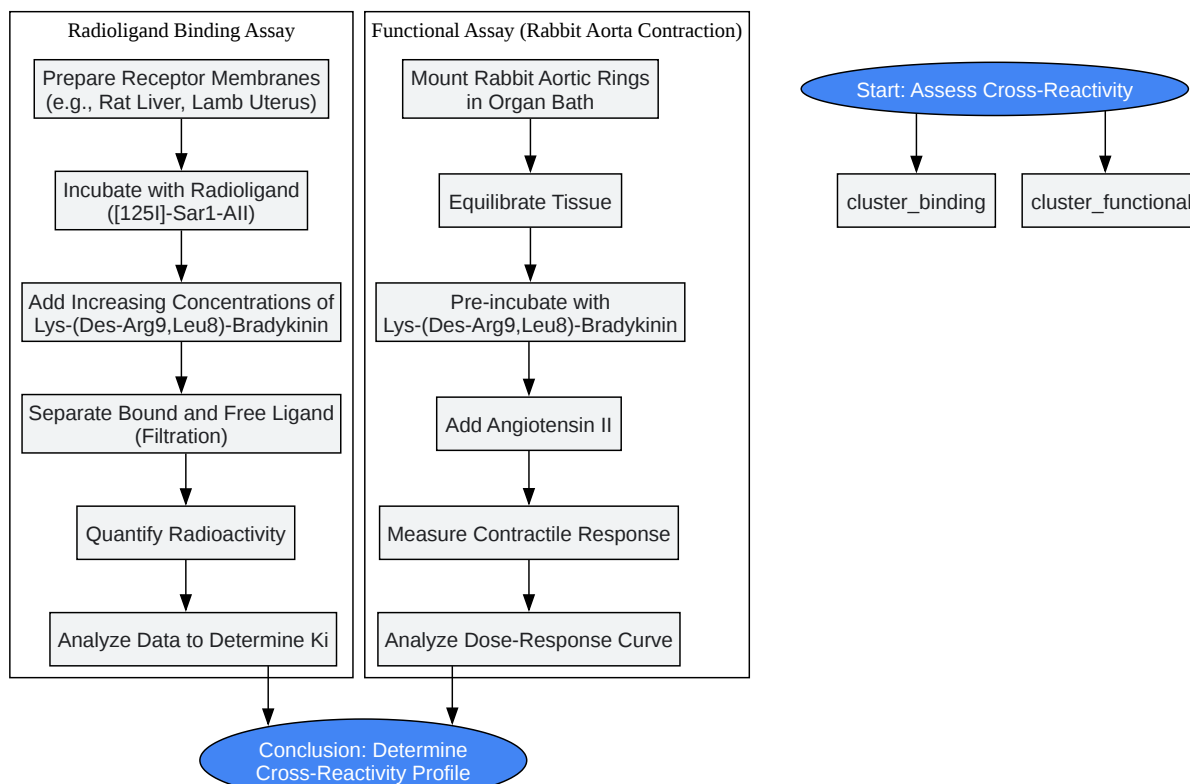 Radioligand Binding Assay
Prepare Receptor Membranes
(e.g., Rat Liver, Lamb Uterus)
Incubate with Radioligand
([125I]-Sar1-AII)
Add Increasing Concentrations of
Lys-(Des-Arg9,Leu8)-Bradykinin
Separate Bound and Free Ligand
(Filtration)
Quantify Radioactivity
Analyze Data to Determine Ki
Functional Assay (Rabbit Aorta Contraction)
Mount Rabbit Aortic Rings
in Organ Bath
Equilibrate Tissue
Pre-incubate with
Lys-(Des-Arg9,Leu8)-Bradykinin
Add Angiotensin II
Measure Contractile Response
Analyze Dose-Response Curve
Start: Assess Cross-Reactivity
cluster_binding
cluster_functional
Conclusion: Determine
Cross-Reactivity Profile